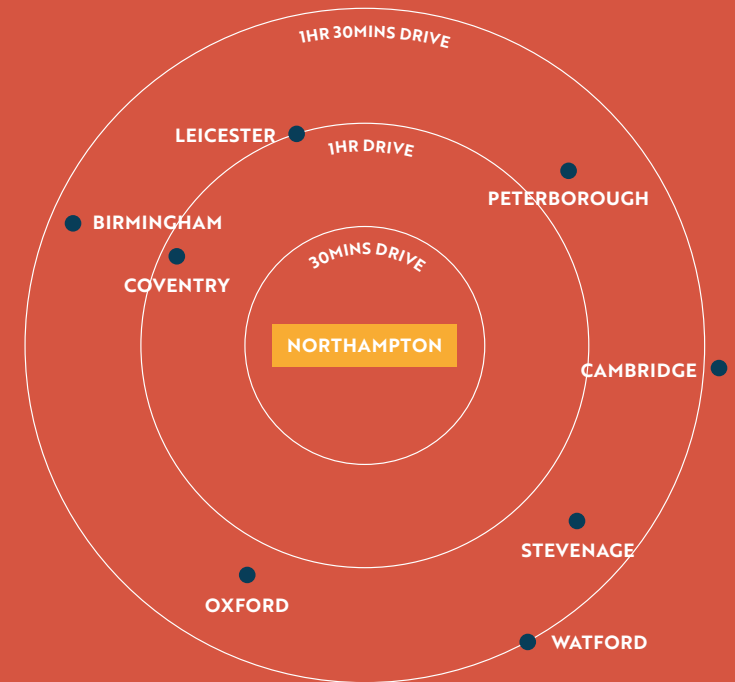 1HR 30MINS DRIVE
LEICESTER
1HR DRIVE
PETERBOROUGH
BIRMINGHAM
30MINS DRIVE
COVENTRY
NORTHAMPTON
CAMBRIDGE
STEVENAGE
OXFORD
WATFORD